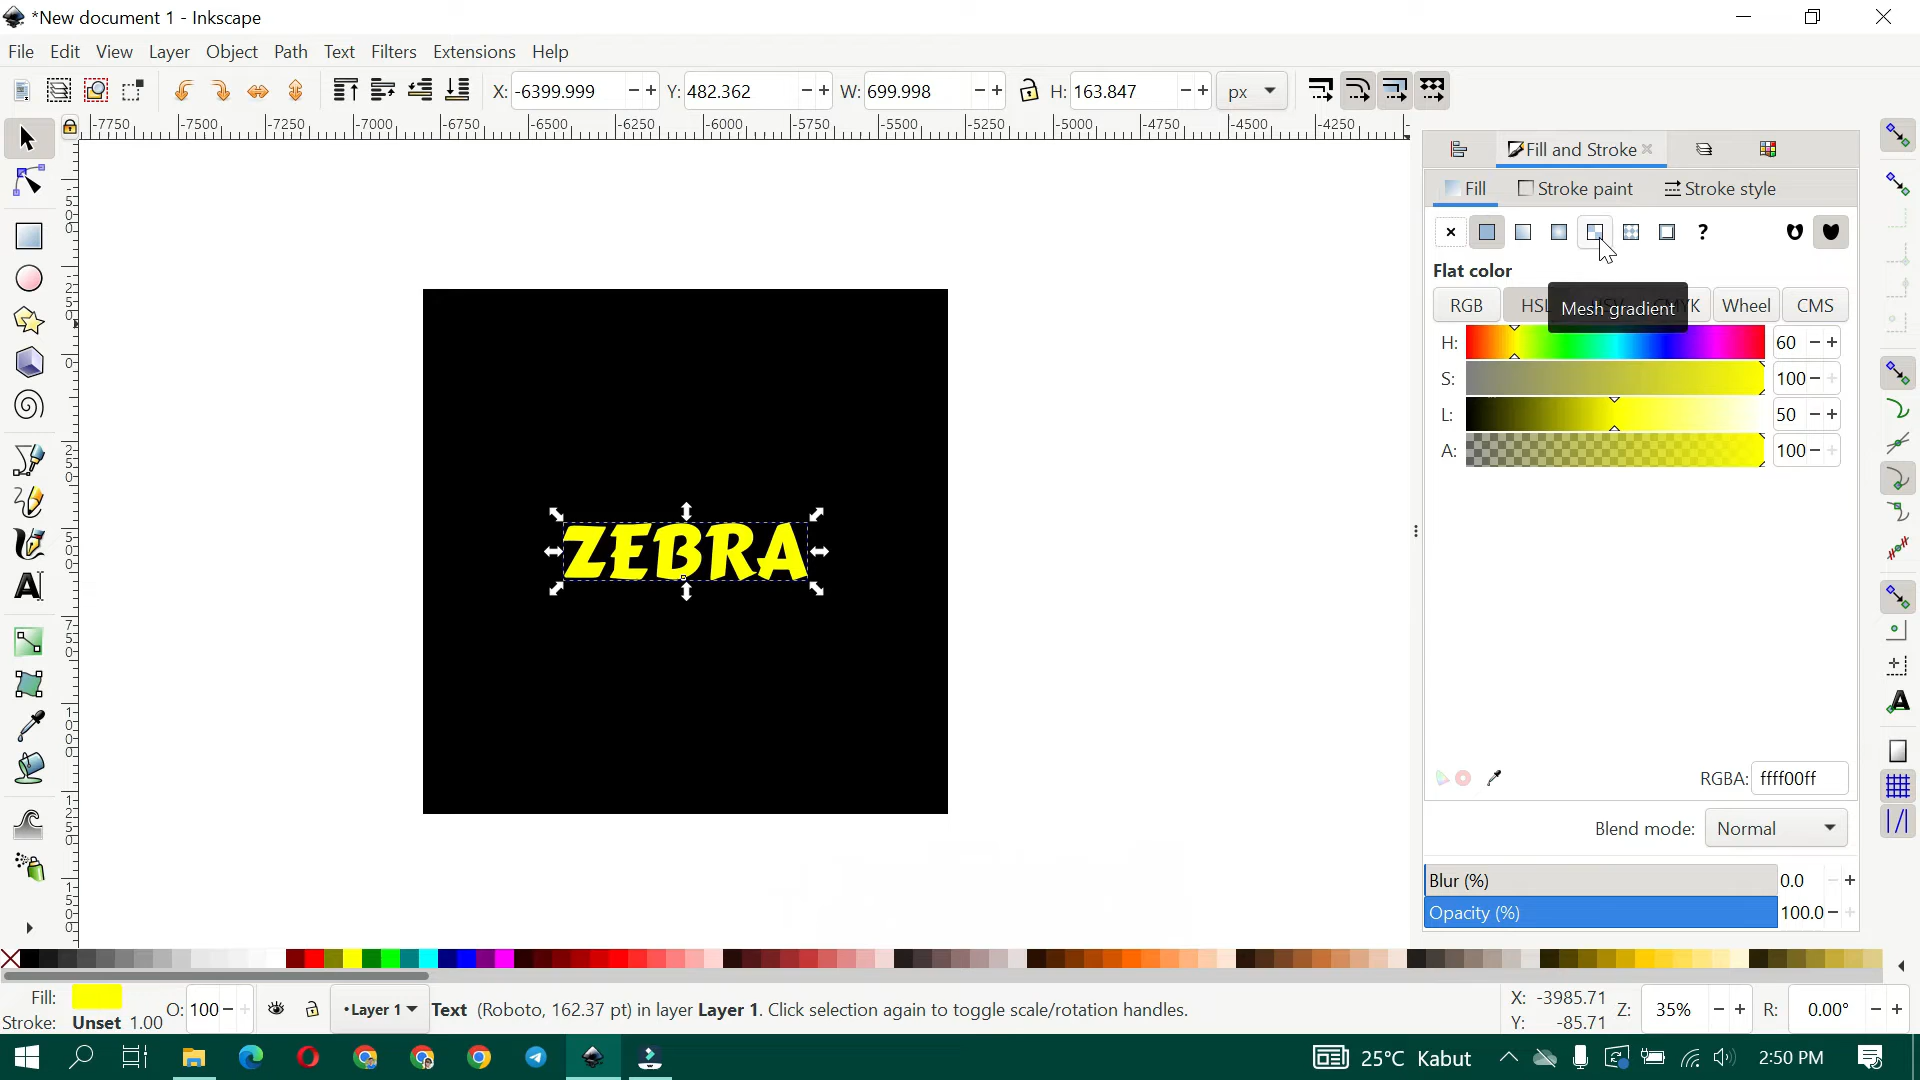 *New document 1 - Inkscape
File Edit View Layer Object Path Text Filters Extensions Help
X: -6399.999 Y: 482.362 W: 699.998 H: 163.847 px
-7750 -7500 -7250 -7000 -6750 -6500 -6250 -6000 -5750 -5500 -5250 -5000 -4750 -4500 -4250
Fill and Stroke
Fill Stroke paint Stroke style
Flat color
RGB HSL HSV CMYK Wheel CMS
Mesh gradient
H: 60
S: 100
L: 50
A: 100
ZEBRA
RGBA: ffff00ff
Blend mode: Normal
Blur (%) 0.0
Opacity (%) 100.0
Fill: O: 100 •Layer 1 Text (Roboto, 162.37 pt) in layer Layer 1. Click selection again to toggle scale/rotation handles. X: -3985.71 Z: 35% R: 0.00°
Stroke: Unset 1.00 Y: -85.71
25°C Kabut 2:50 PM